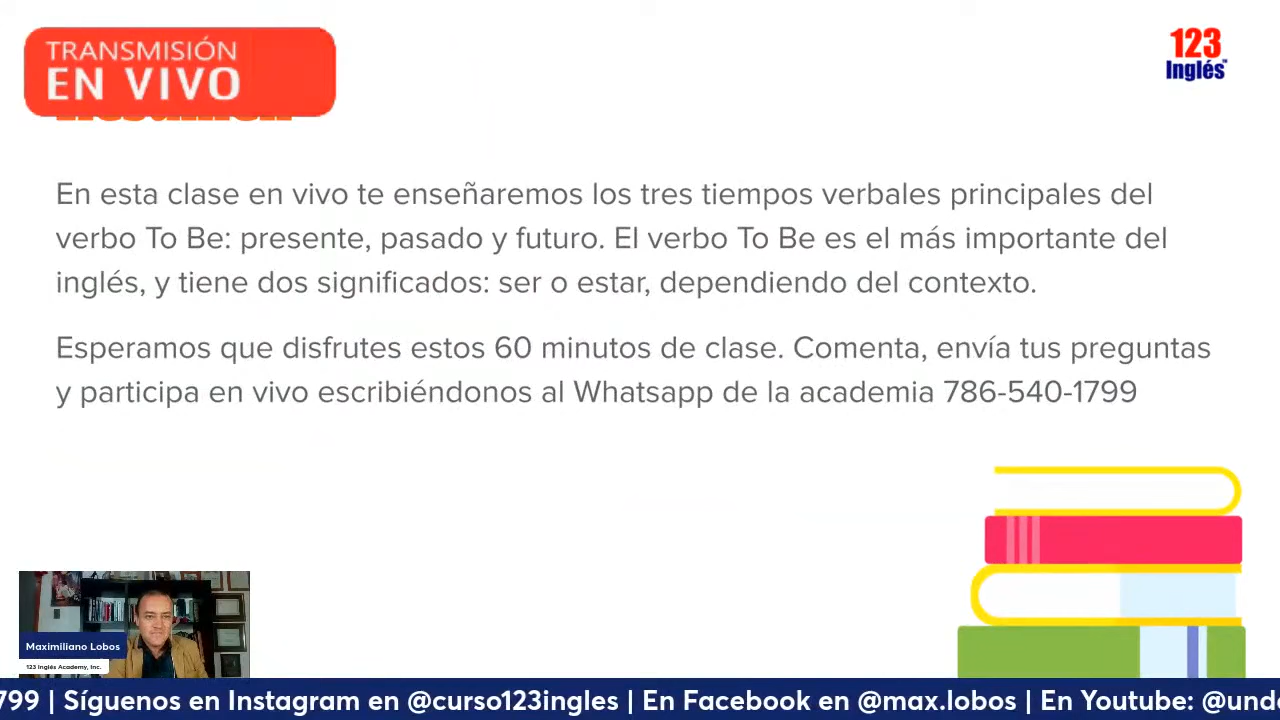 TRANSMISIÓN
EN VIVO
123
Inglés™
En esta clase en vivo te enseñaremos los tres tiempos verbales principales del
verbo To Be: presente, pasado y futuro. El verbo To Be es el más importante del
inglés, y tiene dos significados: ser o estar, dependiendo del contexto.
Esperamos que disfrutes estos 60 minutos de clase. Comenta, envía tus preguntas
y participa en vivo escribiéndonos al Whatsapp de la academia 786-540-1799
Maximiliano Lobos
123 Inglés Academy, Inc.
799 | Síguenos en Instagram en @curso123ingles | En Facebook en @max.lobos | En Youtube: @und